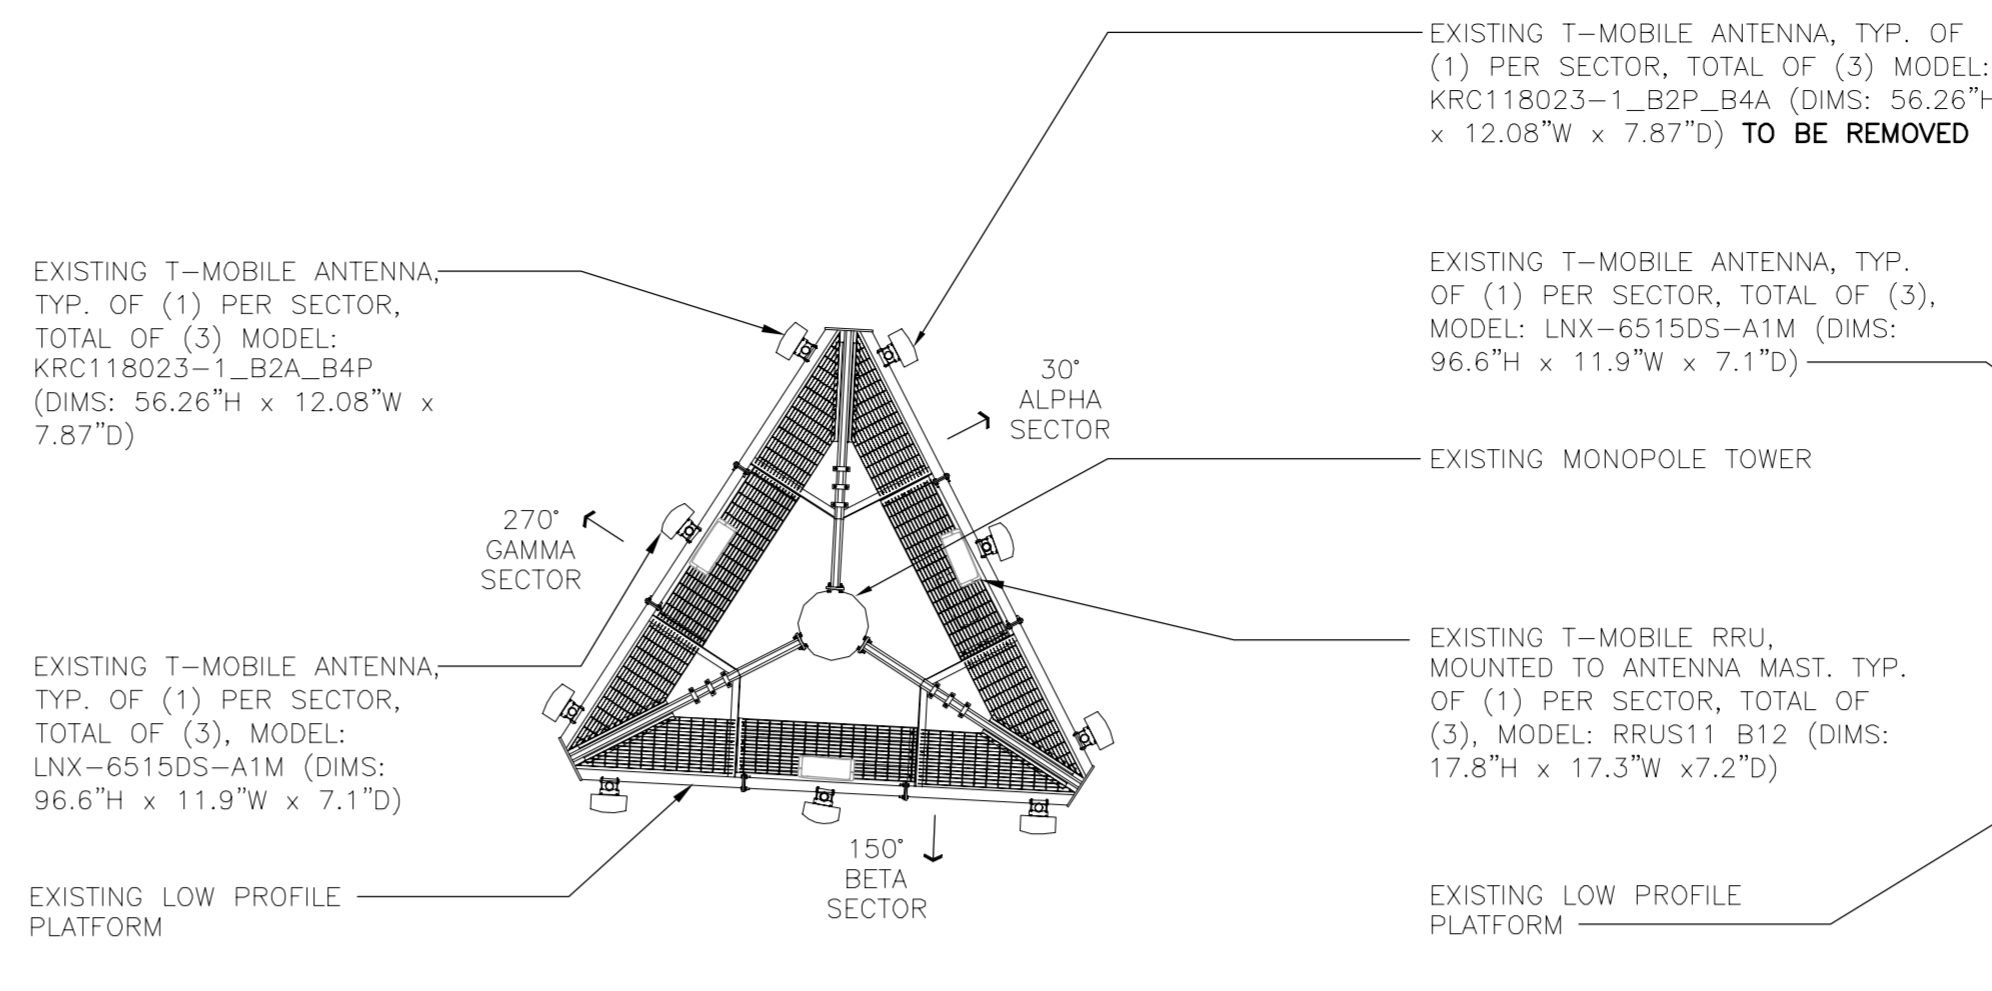 EXISTING T-MOBILE ANTENNA, TYP. OF
(1) PER SECTOR, TOTAL OF (3) MODEL:
KRC118023-1_B2P_B4A (DIMS: 56.26"H
x 12.08"W x 7.87"D) TO BE REMOVED
EXISTING T-MOBILE ANTENNA,
TYP. OF (1) PER SECTOR,
TOTAL OF (3) MODEL:
KRC118023-1_B2A_B4P
(DIMS: 56.26"H x 12.08"W x
7.87"D)
EXISTING T-MOBILE ANTENNA, TYP.
OF (1) PER SECTOR, TOTAL OF (3),
MODEL: LNX-6515DS-A1M (DIMS:
96.6"H x 11.9"W x 7.1"D)
30°
ALPHA
SECTOR
EXISTING MONOPOLE TOWER
270°
GAMMA
SECTOR
EXISTING T-MOBILE ANTENNA,
TYP. OF (1) PER SECTOR,
TOTAL OF (3), MODEL:
LNX-6515DS-A1M (DIMS:
96.6"H x 11.9"W x 7.1"D)
EXISTING T-MOBILE RRU,
MOUNTED TO ANTENNA MAST. TYP.
OF (1) PER SECTOR, TOTAL OF
(3), MODEL: RRUS11 B12 (DIMS:
17.8"H x 17.3"W x7.2"D)
150°
BETA
SECTOR
EXISTING LOW PROFILE
PLATFORM
EXISTING LOW PROFILE
PLATFORM